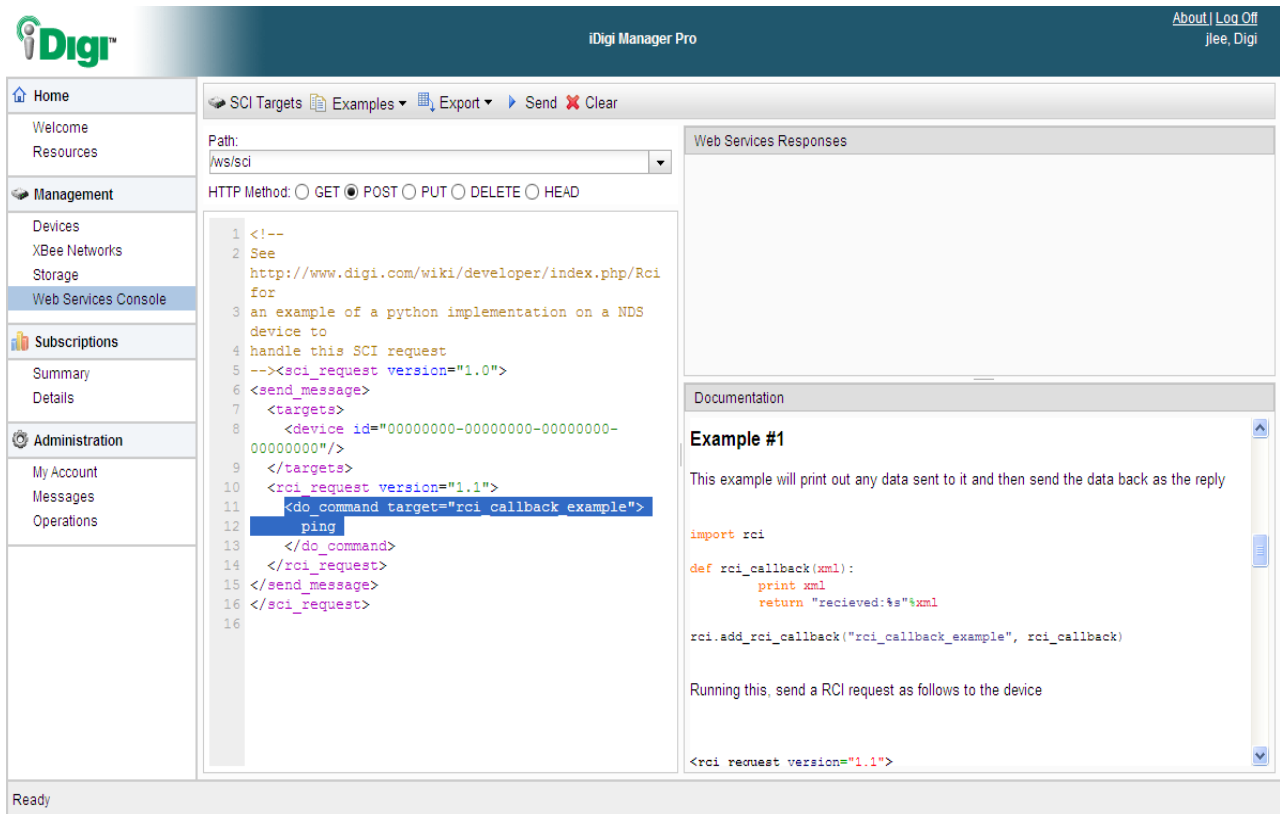 iDigi™
iDigi Manager Pro
About | Log Off
jlee, Digi
Home
Welcome
Resources
Management
Devices
XBee Networks
Storage
Web Services Console
Subscriptions
Summary
Details
Administration
My Account
Messages
Operations
SCI Targets Examples Export Send Clear
Path:
/ws/sci
HTTP Method: GET POST PUT DELETE HEAD
1 <!--
2 See
http://www.digi.com/wiki/developer/index.php/Rci
for
3 an example of a python implementation on a NDS
device to
4 handle this SCI request
5 --><sci_request version="1.0">
6 <send_message>
7 <targets>
8 <device id="00000000-00000000-00000000-
00000000"/>
9 </targets>
10 <rci_request version="1.1">
11 <do_command target="rci_callback_example">
12 ping
13 </do_command>
14 </rci_request>
15 </send_message>
16 </sci_request>
16
Web Services Responses
Documentation
Example #1
This example will print out any data sent to it and then send the data back as the reply
import rci
def rci_callback(xml):
print xml
return "recieved:%s"%xml
rci.add_rci_callback("rci_callback_example", rci_callback)
Running this, send a RCI request as follows to the device
<rci_request version="1.1">
Ready